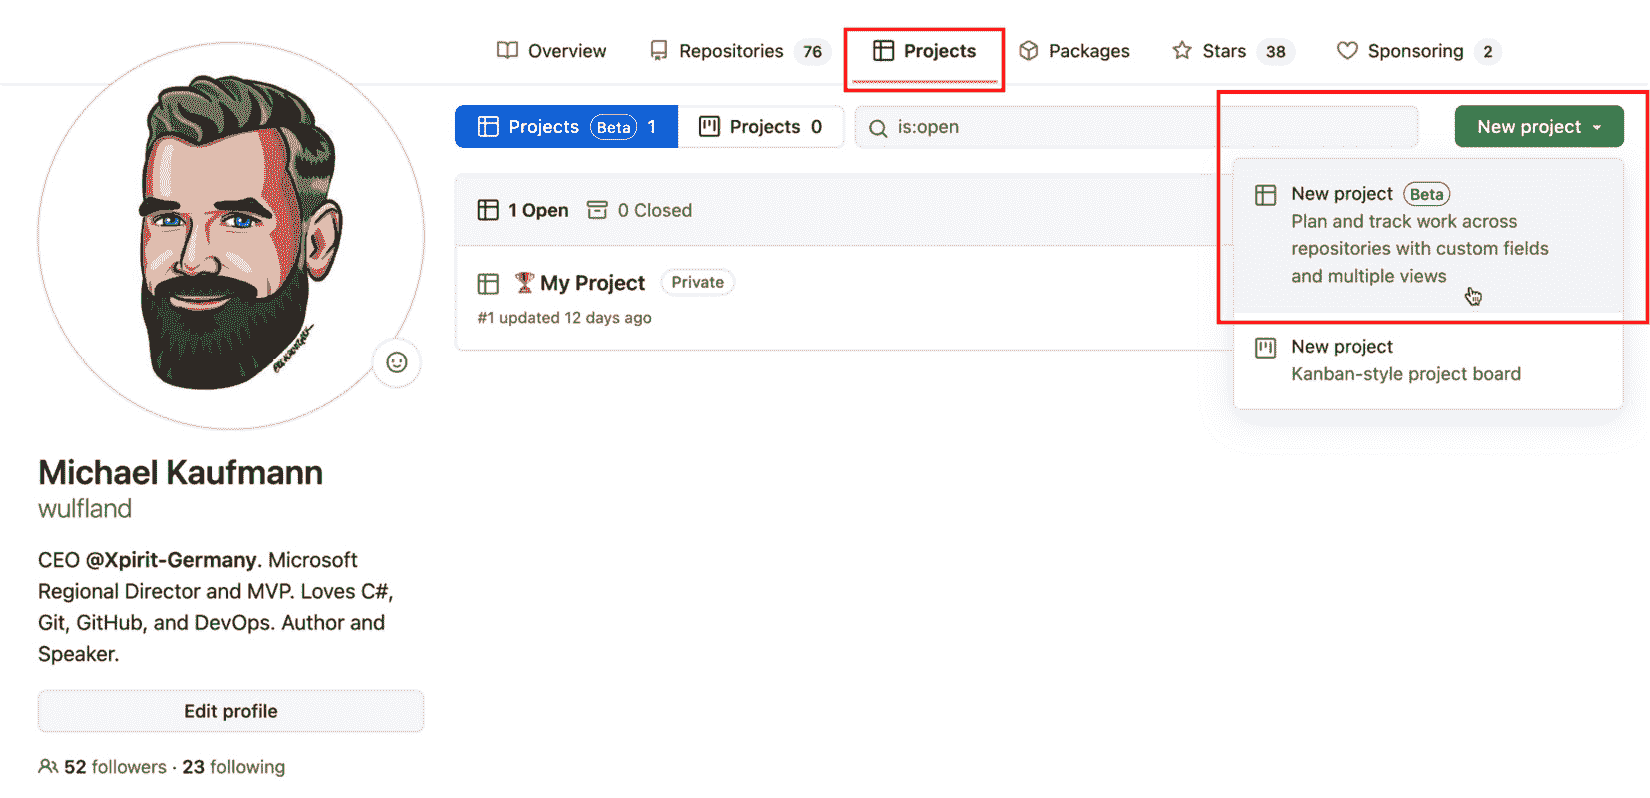 Overview Repositories 76 Projects Packages Stars 38 Sponsoring 2
Projects Beta 1 Projects 0 is:open New project
1 Open 0 Closed
My Project Private
#1 updated 12 days ago
New project Beta
Plan and track work across
repositories with custom fields
and multiple views
New project
Kanban-style project board
Michael Kaufmann
wulfland
CEO @Xpirit-Germany. Microsoft
Regional Director and MVP. Loves C#,
Git, GitHub, and DevOps. Author and
Speaker.
Edit profile
52 followers · 23 following